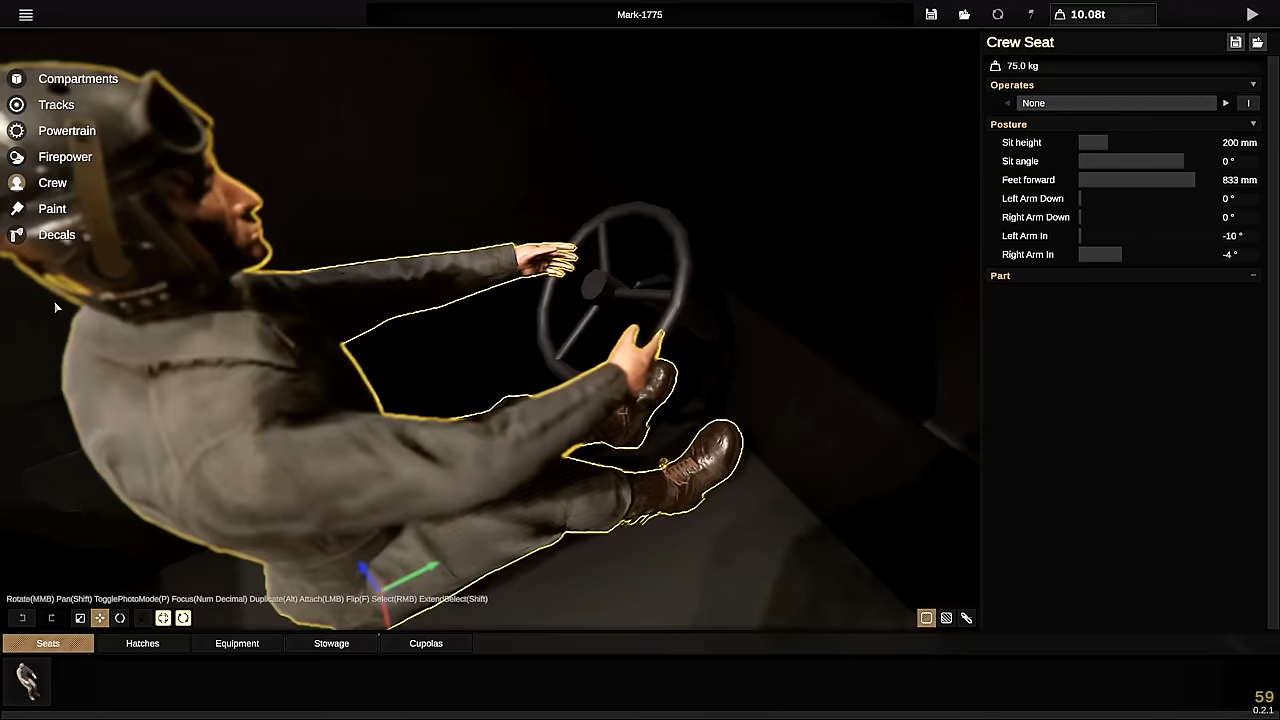 Mark-1775
10.08t
Compartments
Tracks
Powertrain
Firepower
Crew
Paint
Decals
Crew Seat
75.0 kg
Operates
None
Posture
Sit height 200 mm
Sit angle 0 °
Feet forward 833 mm
Left Arm Down 0 °
Right Arm Down 0 °
Left Arm In -10 °
Right Arm In -4 °
Part
Rotate(MMB) Pan(Shift) TogglePhotoMode(P) Focus(Num Decimal) Duplicate(Alt) Attach(LMB) Flip(F) Select(RMB) ExtendSelect(Shift)
Seats Hatches Equipment Stowage Cupolas
59
0.2.1